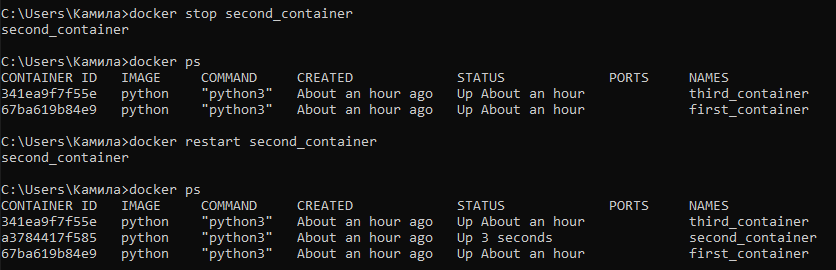 C:\Users\Камила>docker stop second_container
second_container
C:\Users\Камила>docker ps
CONTAINER ID   IMAGE     COMMAND     CREATED             STATUS             PORTS     NAMES
341ea9f7f55e   python    "python3"   About an hour ago   Up About an hour             third_container
67ba619b84e9   python    "python3"   About an hour ago   Up About an hour             first_container
C:\Users\Камила>docker restart second_container
second_container
C:\Users\Камила>docker ps
CONTAINER ID   IMAGE     COMMAND     CREATED             STATUS             PORTS     NAMES
341ea9f7f55e   python    "python3"   About an hour ago   Up About an hour             third_container
a3784417f585   python    "python3"   About an hour ago   Up 3 seconds                 second_container
67ba619b84e9   python    "python3"   About an hour ago   Up About an hour             first_container